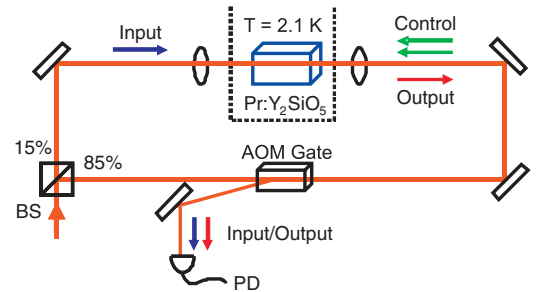 Input
T = 2.1 K
Control
Output
Pr:Y₂SiO₅
15%
85%
AOM Gate
BS
Input/Output
PD